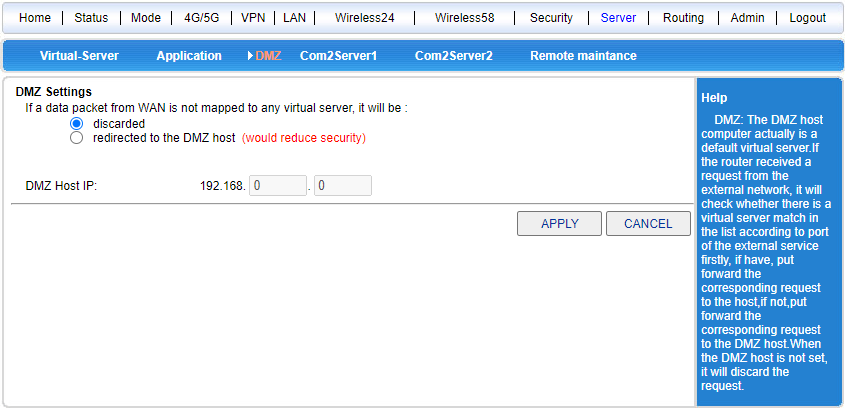 Home Status Mode 4G/5G VPN LAN Wireless24 Wireless58 Security Server Routing Admin Logout
Virtual-Server Application DMZ Com2Server1 Com2Server2 Remote maintance
DMZ Settings
If a data packet from WAN is not mapped to any virtual server, it will be :
discarded
redirected to the DMZ host (would reduce security)
DMZ Host IP: 192.168. 0 . 0
APPLY CANCEL
Help
DMZ: The DMZ host
computer actually is a
default virtual server.If
the router received a
request from the
external network, it will
check whether there is a
virtual server match in
the list according to port
of the external service
firstly, if have, put
forward the
corresponding request
to the host,if not,put
forward the
corresponding request
to the DMZ host.When
the DMZ host is not set,
it will discard the
request.